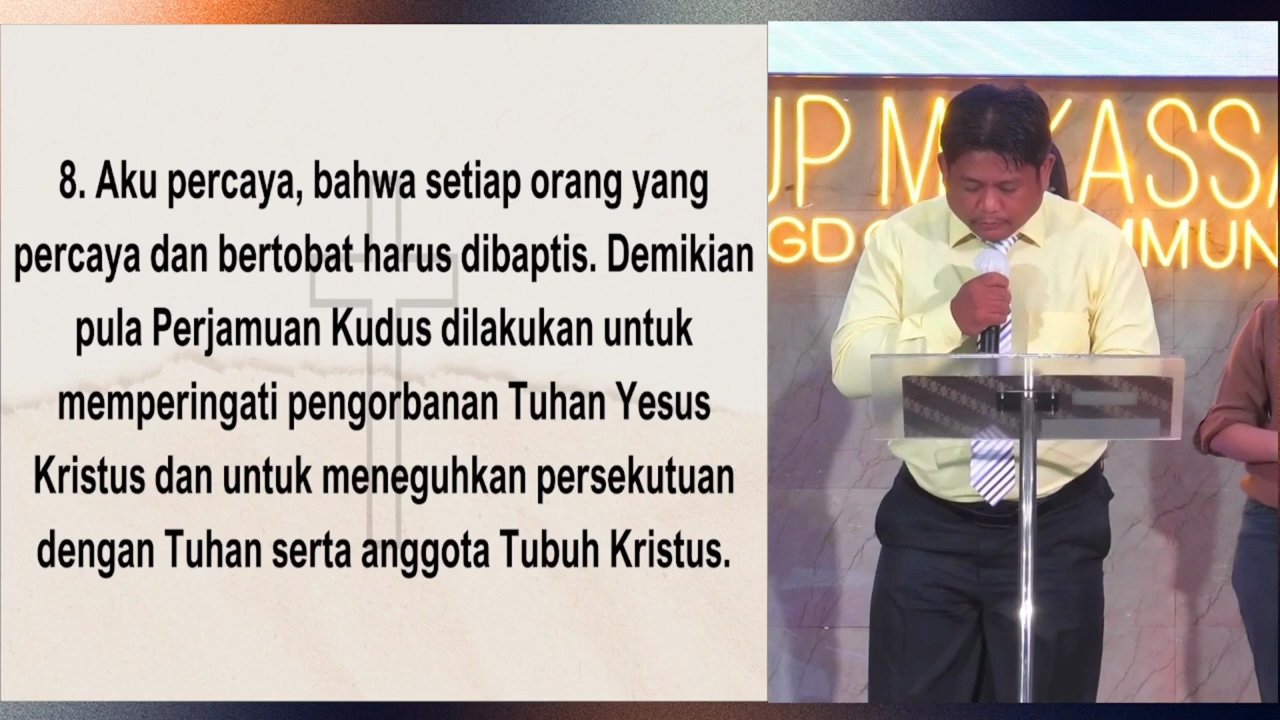 8. Aku percaya, bahwa setiap orang yang
percaya dan bertobat harus dibaptis. Demikian
pula Perjamuan Kudus dilakukan untuk
memperingati pengorbanan Tuhan Yesus
Kristus dan untuk meneguhkan persekutuan
dengan Tuhan serta anggota Tubuh Kristus.